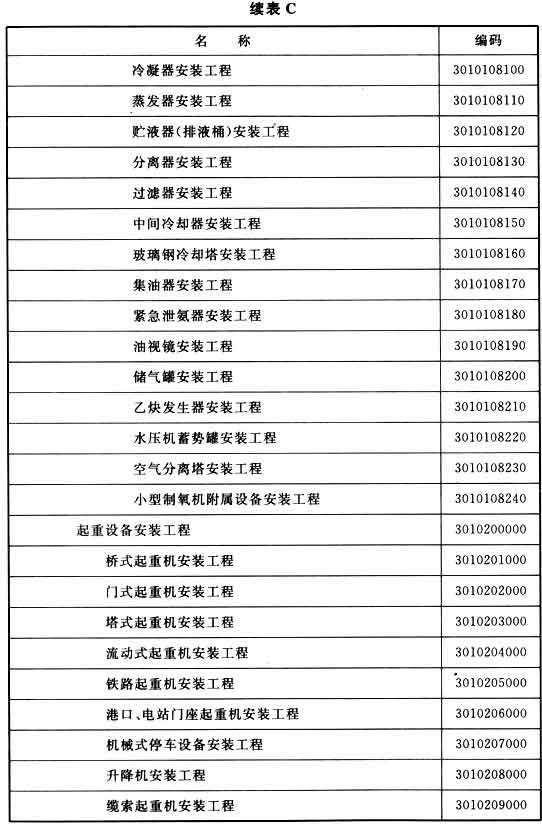 续表 C
名 称 编码
冷凝器安装工程 3010108100
蒸发器安装工程 3010108110
贮液器(排液桶)安装工程 3010108120
分离器安装工程 3010108130
过滤器安装工程 3010108140
中间冷却器安装工程 3010108150
玻璃钢冷却塔安装工程 3010108160
集油器安装工程 3010108170
紧急泄氨器安装工程 3010108180
油视镜安装工程 3010108190
储气罐安装工程 3010108200
乙炔发生器安装工程 3010108210
水压机蓄势罐安装工程 3010108220
空气分离塔安装工程 3010108230
小型制氧机附属设备安装工程 3010108240
起重设备安装工程 3010200000
桥式起重机安装工程 3010201000
门式起重机安装工程 3010202000
塔式起重机安装工程 3010203000
流动式起重机安装工程 3010204000
铁路起重机安装工程 3010205000
港口、电站门座起重机安装工程 3010206000
机械式停车设备安装工程 3010207000
升降机安装工程 3010208000
缆索起重机安装工程 3010209000